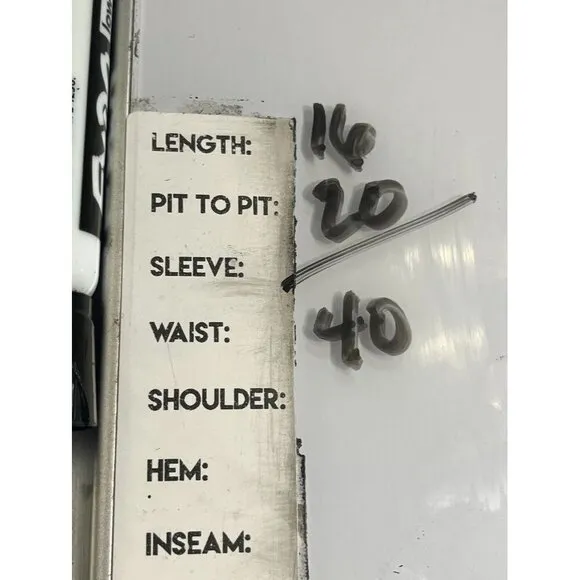 LENGTH: 16
PIT TO PIT: 20
SLEEVE:
WAIST: 40
SHOULDER:
HEM:
INSEAM: